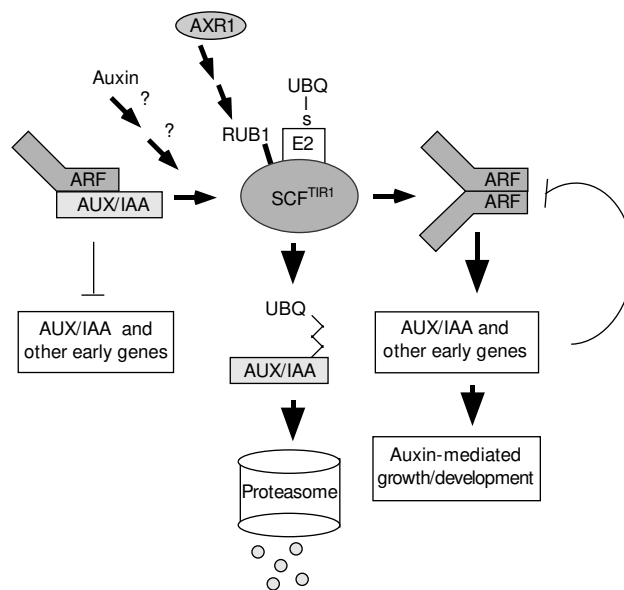 AXR1
Auxin
?
?
UBQ
S
RUB1
E2
ARF
AUX/IAA
SCF^TIR1
ARF
ARF
AUX/IAA and
other early genes
UBQ
AUX/IAA
AUX/IAA and
other early genes
Proteasome
Auxin-mediated
growth/development